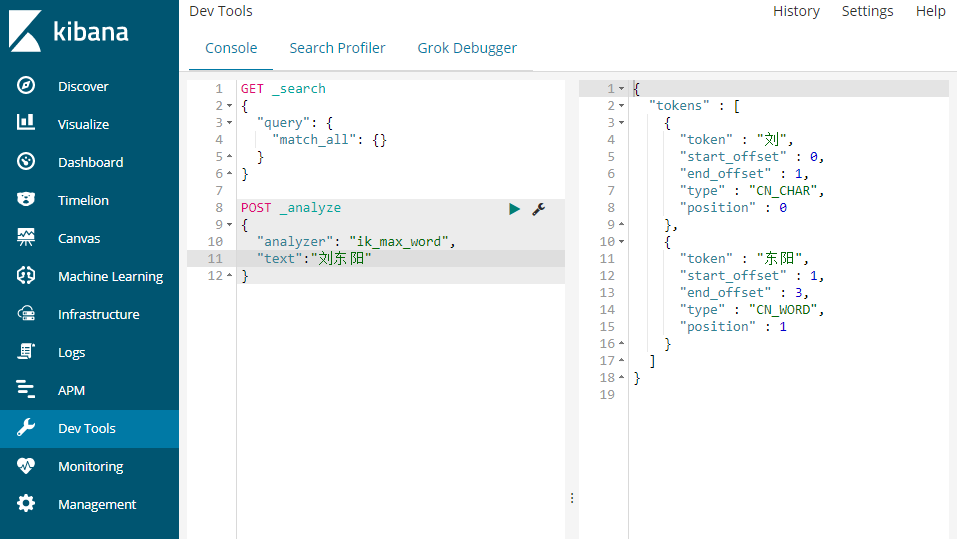 kibana
Discover
Visualize
Dashboard
Timelion
Canvas
Machine Learning
Infrastructure
Logs
APM
Dev Tools
Monitoring
Management
Dev Tools
History Settings Help
Console Search Profiler Grok Debugger
1 GET _search
2 {
3 "query": {
4 "match_all": {}
5 }
6 }
7
8 POST _analyze
9 {
10 "analyzer": "ik_max_word",
11 "text":"刘东阳"
12 }
1 {
2 "tokens" : [
3 {
4 "token" : "刘",
5 "start_offset" : 0,
6 "end_offset" : 1,
7 "type" : "CN_CHAR",
8 "position" : 0
9 },
10 {
11 "token" : "东阳",
12 "start_offset" : 1,
13 "end_offset" : 3,
14 "type" : "CN_WORD",
15 "position" : 1
16 }
17 ]
18 }
19